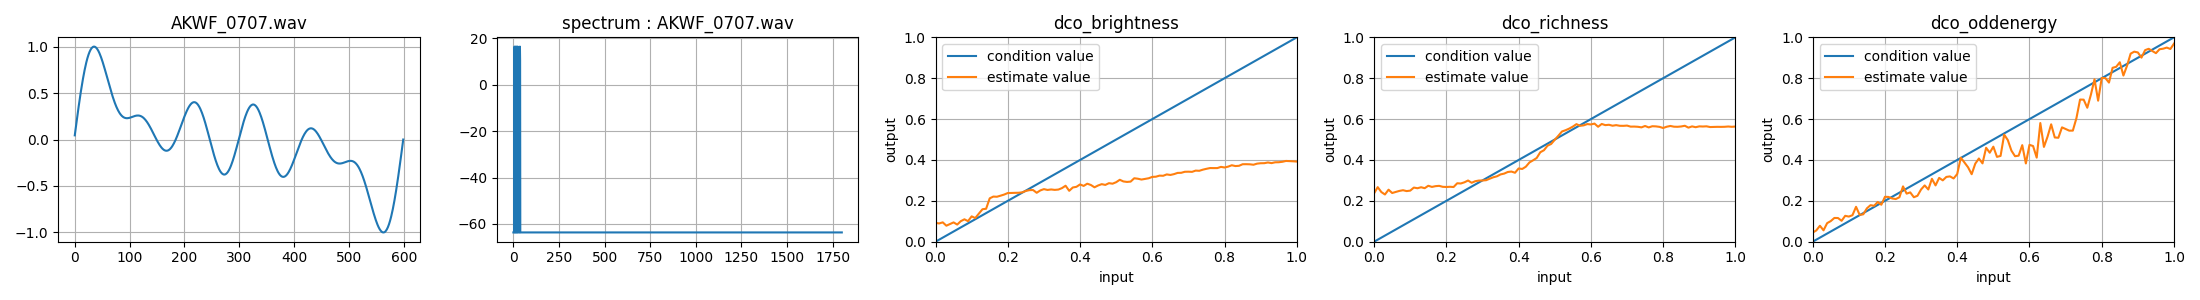 AKWF_0707.wav
1.0
0.5
0.0
−0.5
−1.0
0 100 200 300 400 500 600
spectrum : AKWF_0707.wav
20
0
−20
−40
−60
0 250 500 750 1000 1250 1500 1750
dco_brightness
condition value
estimate value
output
1.0
0.8
0.6
0.4
0.2
0.0
0.0 0.2 0.4 0.6 0.8 1.0
input
dco_richness
condition value
estimate value
output
1.0
0.8
0.6
0.4
0.2
0.0
0.0 0.2 0.4 0.6 0.8 1.0
input
dco_oddenergy
condition value
estimate value
output
1.0
0.8
0.6
0.4
0.2
0.0
0.0 0.2 0.4 0.6 0.8 1.0
input